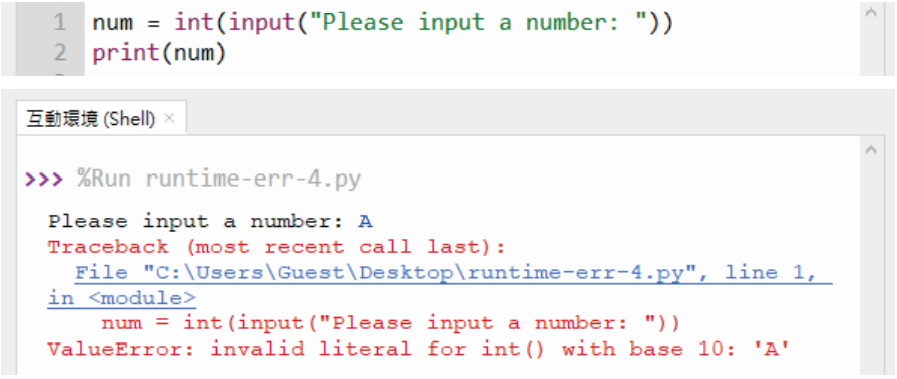 1 num = int(input("Please input a number: "))
2 print(num)
互動環境 (Shell) ×
>>> %Run runtime-err-4.py
Please input a number: A
Traceback (most recent call last):
File "C:\Users\Guest\Desktop\runtime-err-4.py", line 1,
in <module>
num = int(input("Please input a number: "))
ValueError: invalid literal for int() with base 10: 'A'